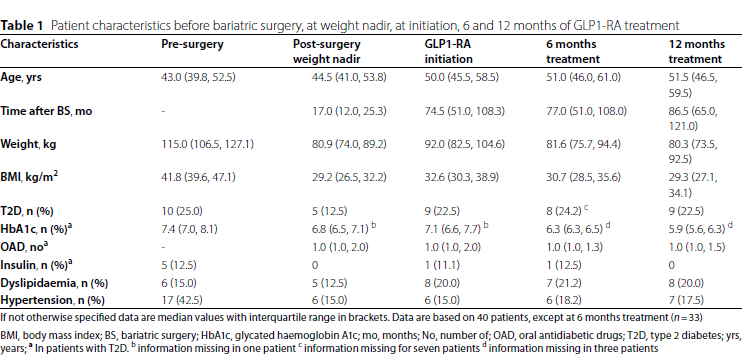 Table 1 Patient characteristics before bariatric surgery, at weight nadir, at initiation, 6 and 12 months of GLP1-RA treatment
Characteristics Pre-surgery Post-surgery weight nadir GLP1-RA initiation 6 months treatment 12 months treatment
Age, yrs 43.0 (39.8, 52.5) 44.5 (41.0, 53.8) 50.0 (45.5, 58.5) 51.0 (46.0, 61.0) 51.5 (46.5, 59.5)
Time after BS, mo - 17.0 (12.0, 25.3) 74.5 (51.0, 108.3) 77.0 (51.0, 108.0) 86.5 (65.0, 121.0)
Weight, kg 115.0 (106.5, 127.1) 80.9 (74.0, 89.2) 92.0 (82.5, 104.6) 81.6 (75.7, 94.4) 80.3 (73.5, 92.5)
BMI, kg/m² 41.8 (39.6, 47.1) 29.2 (26.5, 32.2) 32.6 (30.3, 38.9) 30.7 (28.5, 35.6) 29.3 (27.1, 34.1)
T2D, n (%) 10 (25.0) 5 (12.5) 9 (22.5) 8 (24.2) c 9 (22.5)
HbA1c, n (%)a 7.4 (7.0, 8.1) 6.8 (6.5, 7.1) b 7.1 (6.6, 7.7) b 6.3 (6.3, 6.5) d 5.9 (5.6, 6.3) d
OAD, noa - 1.0 (1.0, 2.0) 1.0 (1.0, 2.0) 1.0 (1.0, 1.3) 1.0 (1.0, 1.5)
Insulin, n (%)a 5 (12.5) 0 1 (11.1) 1 (12.5) 0
Dyslipidaemia, n (%) 6 (15.0) 5 (12.5) 8 (20.0) 7 (21.2) 8 (20.0)
Hypertension, n (%) 17 (42.5) 6 (15.0) 6 (15.0) 6 (18.2) 7 (17.5)
If not otherwise specified data are median values with interquartile range in brackets. Data are based on 40 patients, except at 6 months treatment (n = 33)
BMI, body mass index; BS, bariatric surgery; HbA1c, glycated haemoglobin A1c; mo, months; No, number of; OAD, oral antidiabetic drugs; T2D, type 2 diabetes; yrs,
years; a In patients with T2D. b information missing in one patient c information missing for seven patients d information missing in three patients